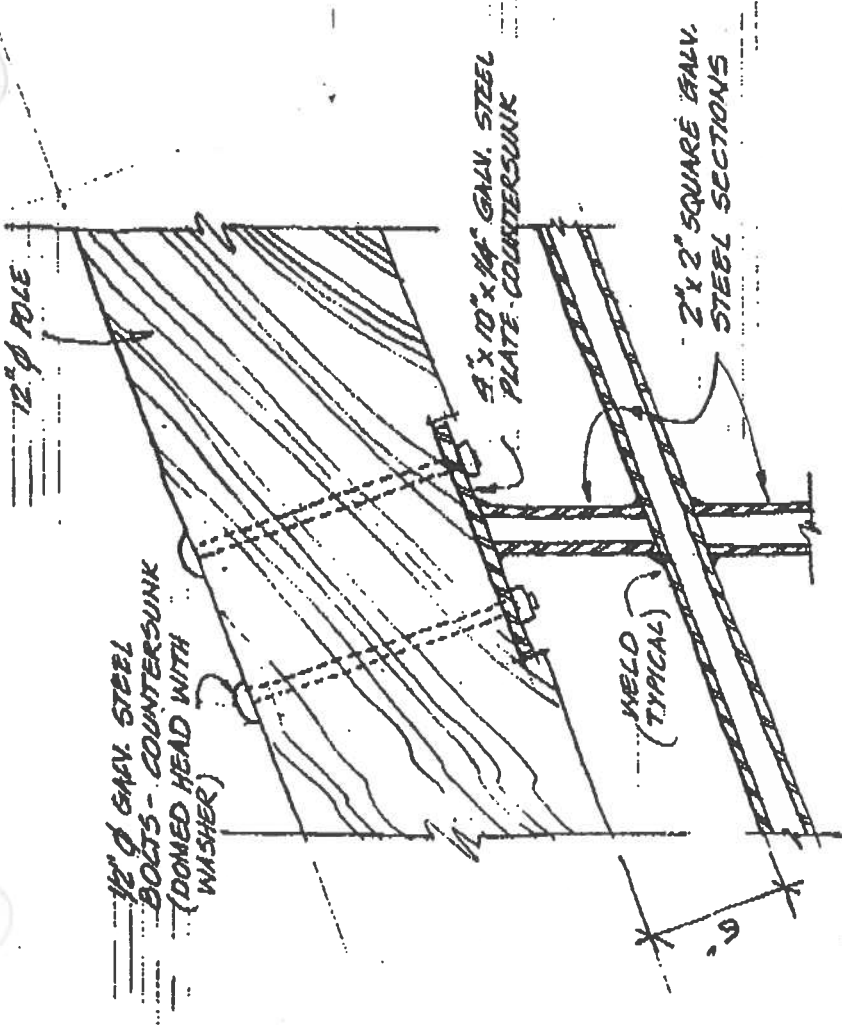 12" ϕ POLE
1/2" ϕ GALV. STEEL
BOLTS - COUNTERSUNK
(DOMED HEAD WITH
WASHER)
x 10" x 1/4" GALV. STEEL
PLATE - COUNTERSUNK
2" x 2" SQUARE GALV.
STEEL SECTIONS
WELD
(TYPICAL)